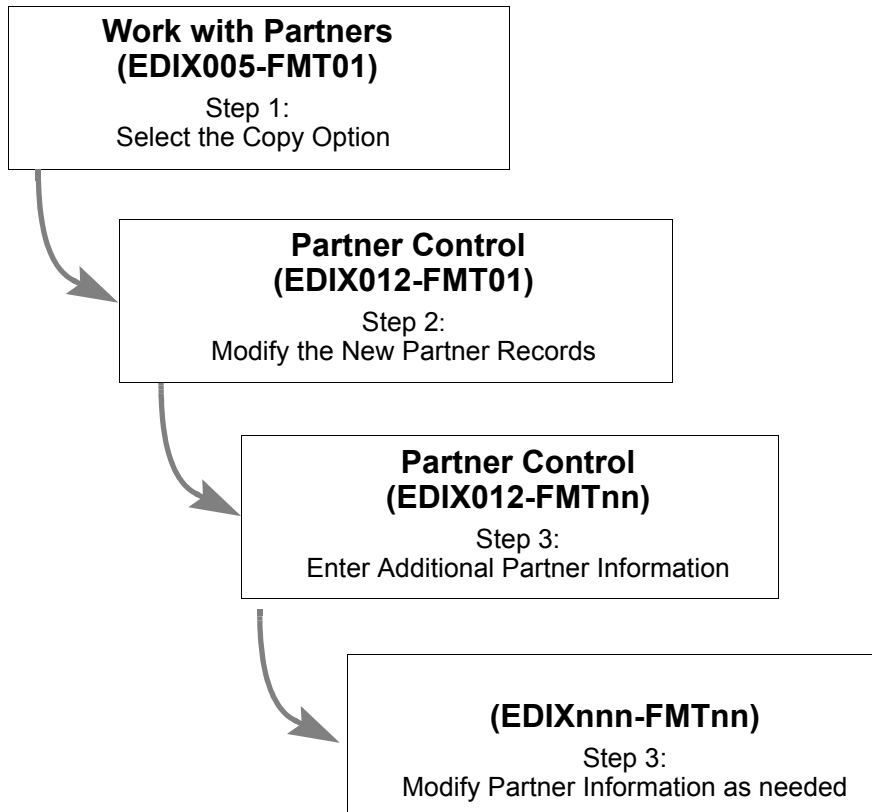 Work with Partners
(EDIX005-FMT01)
Step 1:
Select the Copy Option
Partner Control
(EDIX012-FMT01)
Step 2:
Modify the New Partner Records
Partner Control
(EDIX012-FMTnn)
Step 3:
Enter Additional Partner Information
(EDIXnnn-FMTnn)
Step 3:
Modify Partner Information as needed